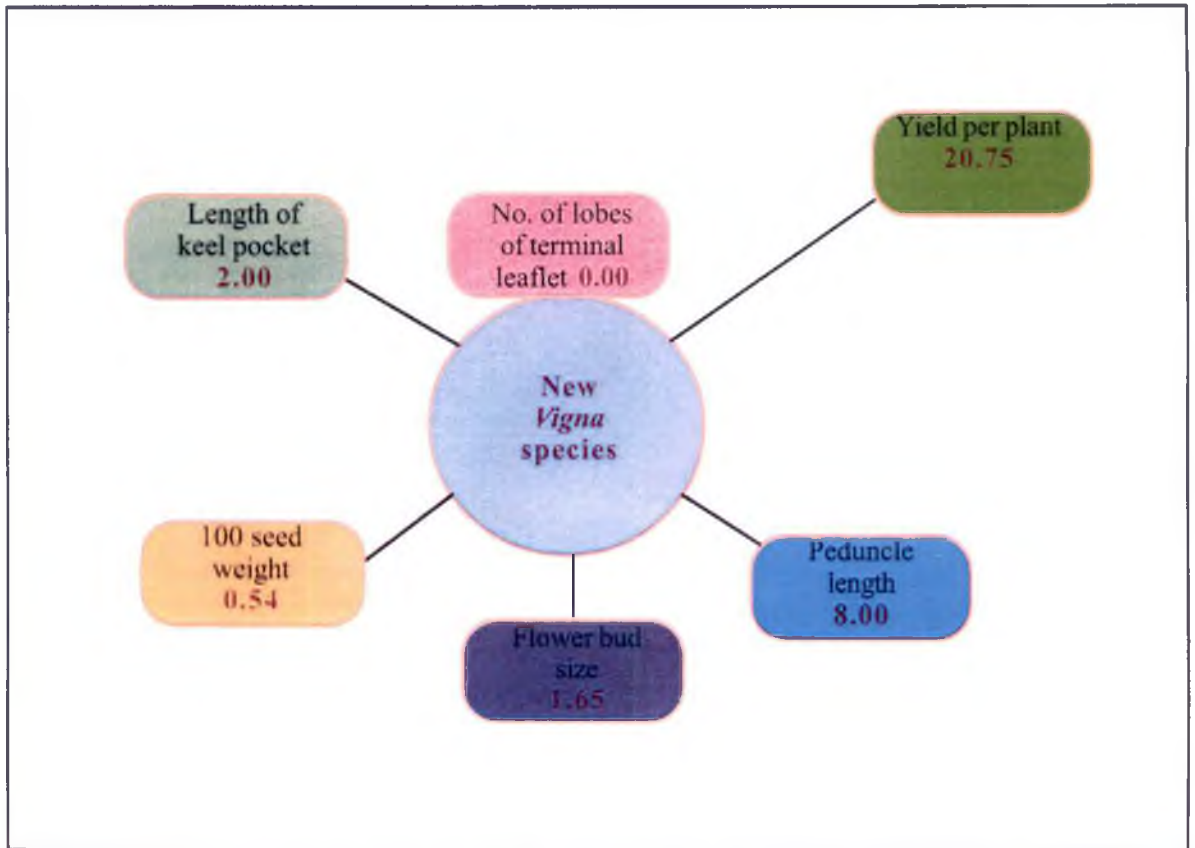 Yield per plant
20.75
Length of
keel pocket
2.00
No. of lobes
of terminal
leaflet 0.00
New
Vigna
species
100 seed
weight
0.54
Peduncle
length
8.00
Flower bud
size
1.65